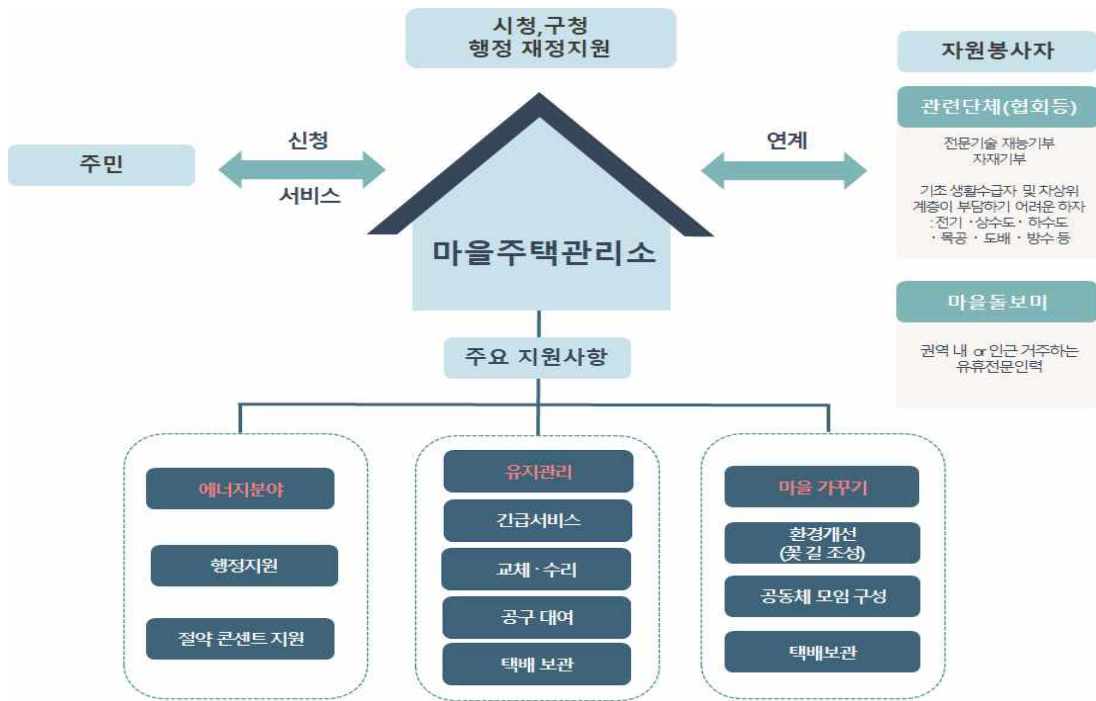 시청,구청
행정 재정지원
주민
신청
서비스
마을주택관리소
연계
자원봉사자
관련단체(협회등)
전문기술 재능기부
자재기부
기초 생활수급자 및 차상위
계층이 부담하기 어려운 하자
: 전기 · 상수도 · 하수도
· 목공 · 도배 · 방수 등
마을돌보미
권역 내 or 인근 거주하는
유휴전문인력
주요 지원사항
에너지분야
행정지원
절약 콘센트 지원
유지관리
긴급서비스
교체 · 수리
공구 대여
택배 보관
마을 가꾸기
환경개선
(꽃 길 조성)
공동체 모임 구성
택배보관